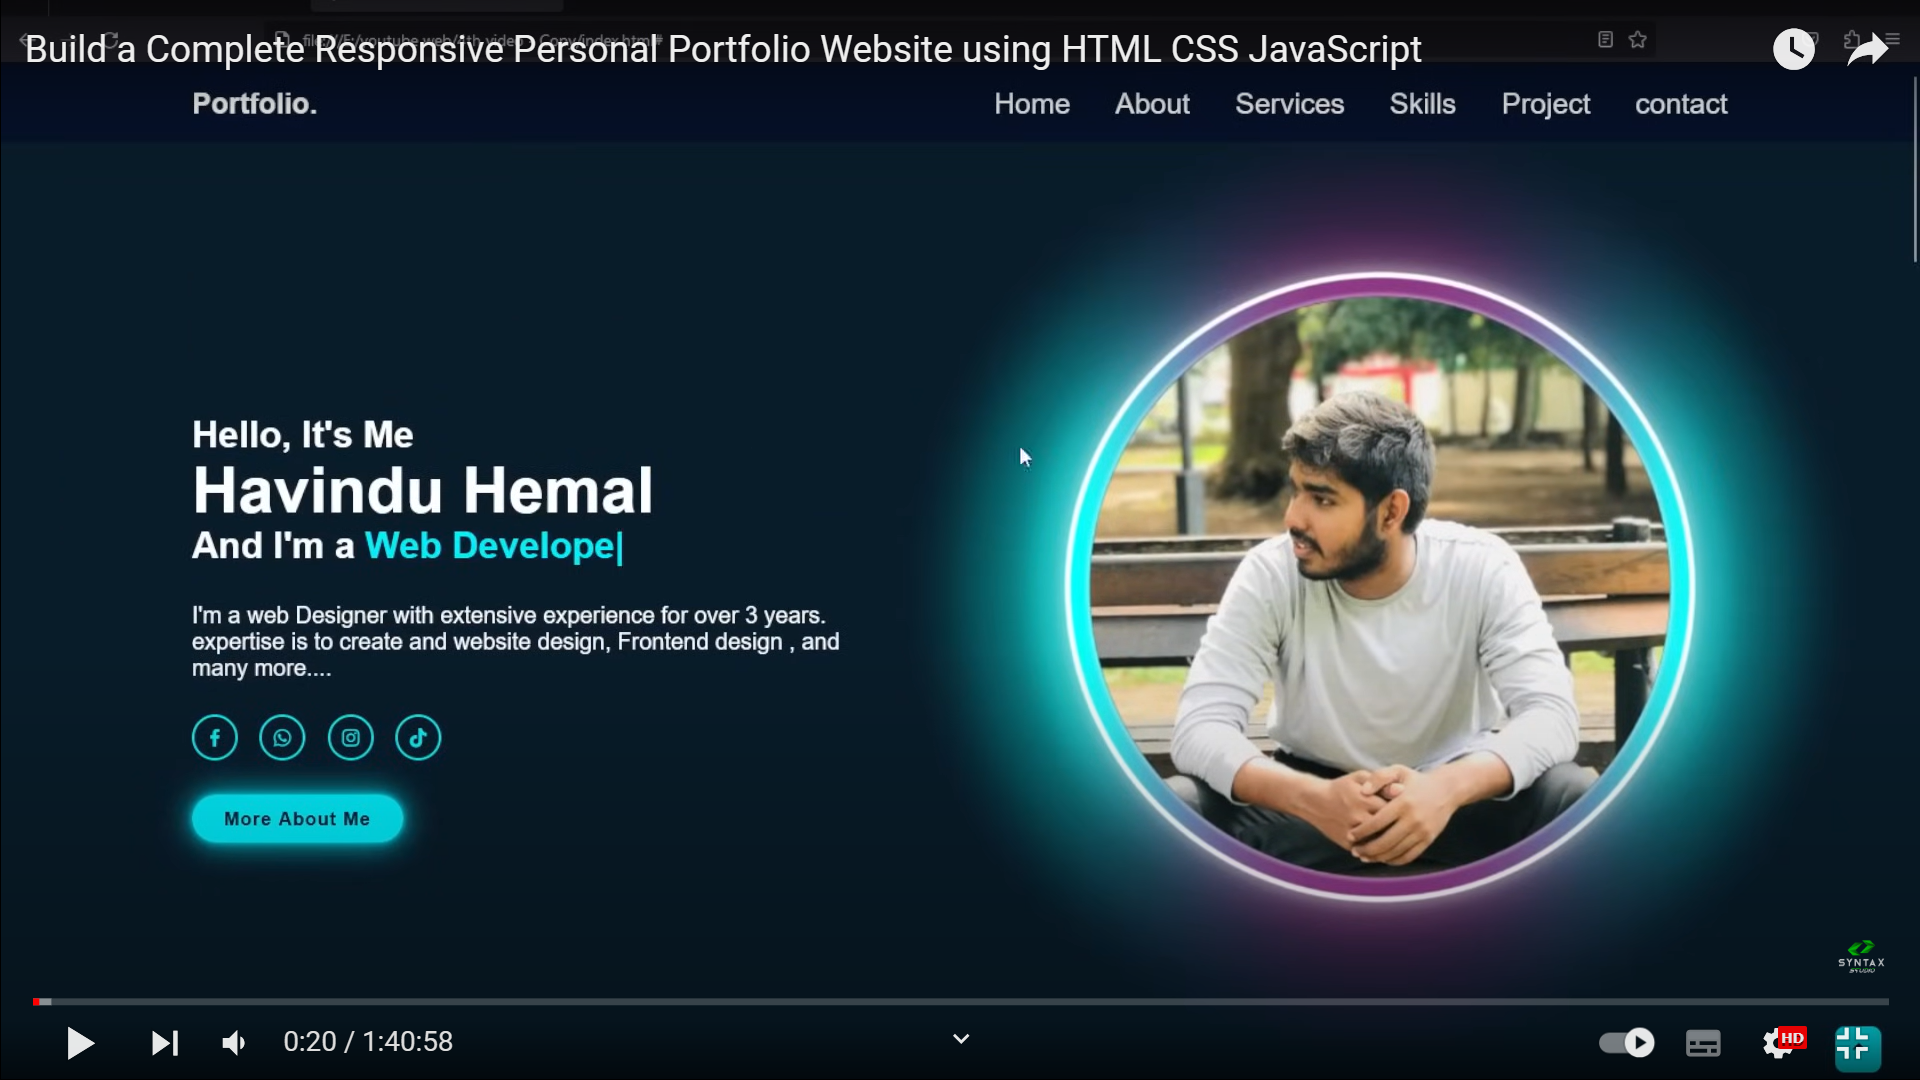 Build a Complete Responsive Personal Portfolio Website using HTML CSS JavaScript
Portfolio.
Home About Services Skills Project contact
Hello, It's Me
Havindu Hemal
And I'm a Web Develope|
I'm a web Designer with extensive experience for over 3 years.
expertise is to create and website design, Frontend design , and
many more....
More About Me
SYNTAX
STUDIO
0:20 / 1:40:58
HD